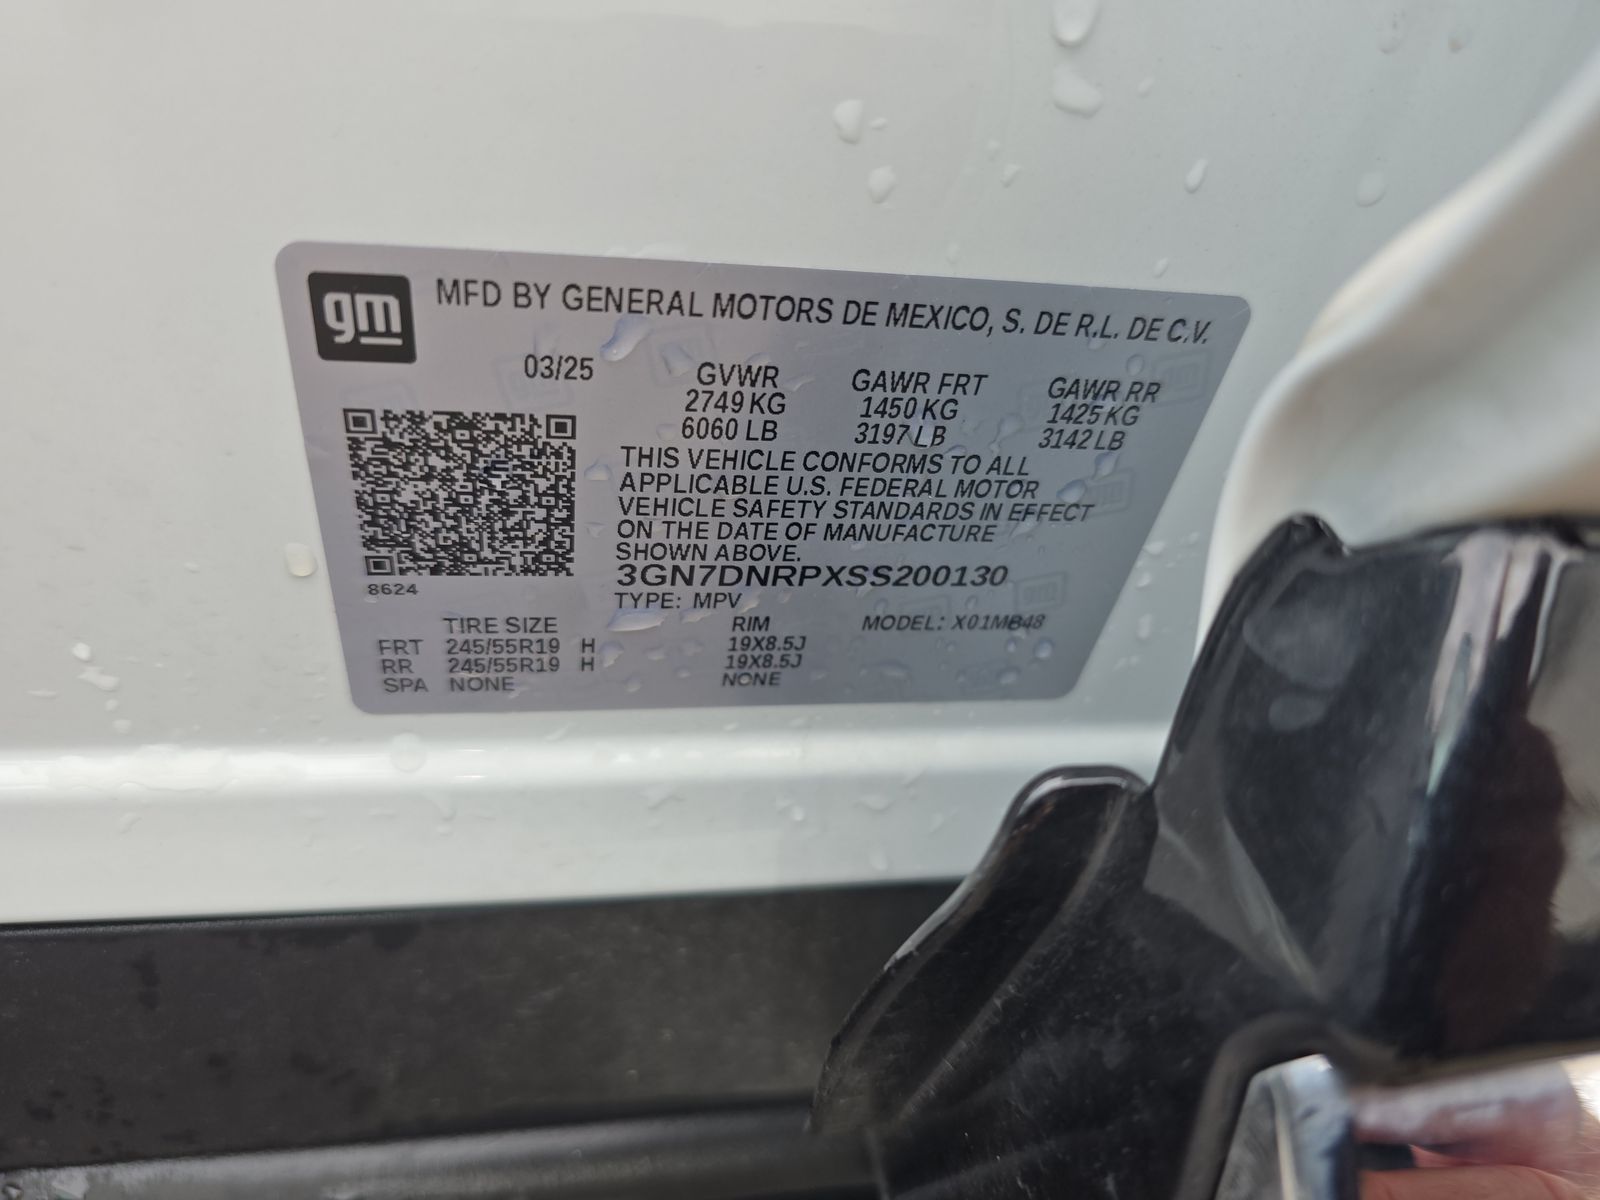 gm MFD BY GENERAL MOTORS DE MEXICO, S. DE R.L. DE C.V.
03/25 GVWR GAWR FRT GAWR RR
2749 KG 1450 KG 1425 KG
6060 LB 3197 LB 3142 LB
THIS VEHICLE CONFORMS TO ALL
APPLICABLE U.S. FEDERAL MOTOR
VEHICLE SAFETY STANDARDS IN EFFECT
ON THE DATE OF MANUFACTURE
SHOWN ABOVE.
3GN7DNRPXSS200130
8624
TYPE: MPV
TIRE SIZE RIM MODEL: X01MB48
FRT 245/55R19 H 19X8.5J
RR 245/55R19 H 19X8.5J
SPA NONE NONE